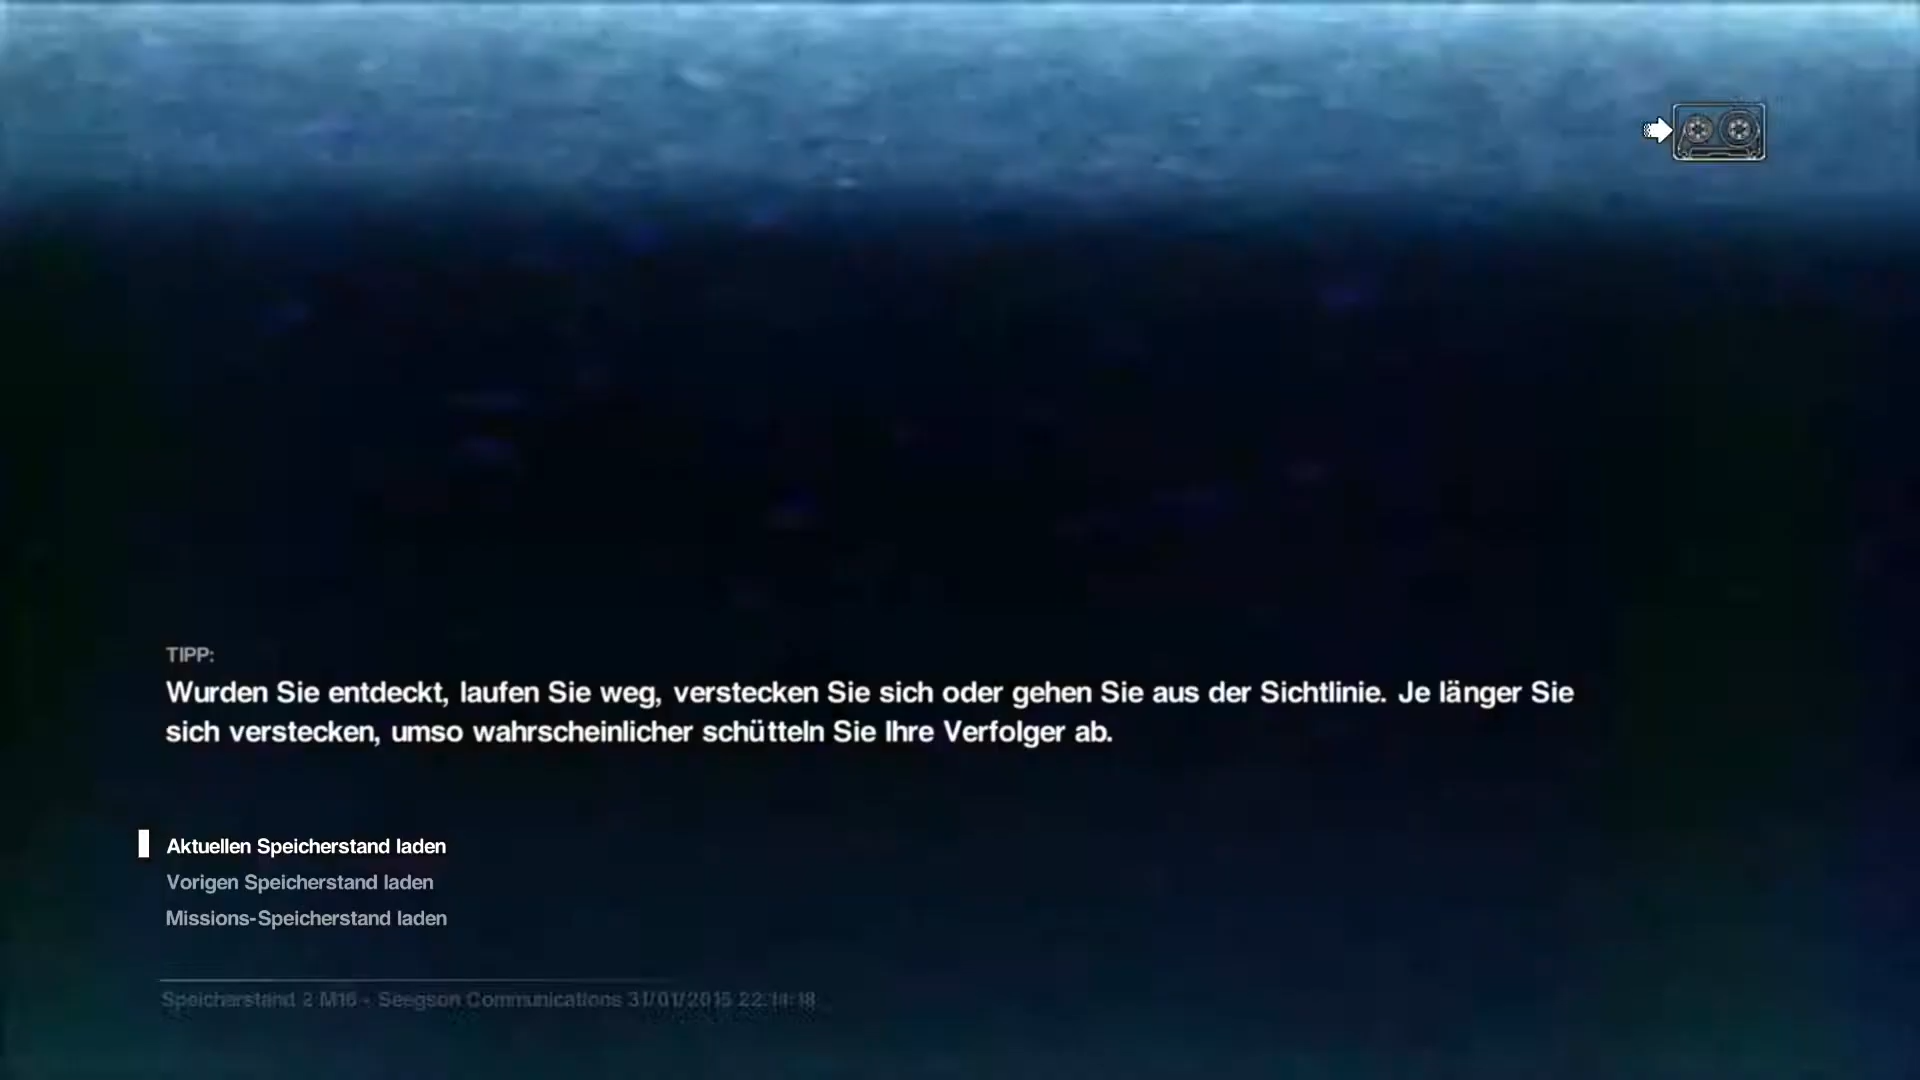 TIPP:
Wurden Sie entdeckt, laufen Sie weg, verstecken Sie sich oder gehen Sie aus der Sichtlinie. Je länger Sie
sich verstecken, umso wahrscheinlicher schütteln Sie Ihre Verfolger ab.
Aktuellen Speicherstand laden
Vorigen Speicherstand laden
Missions-Speicherstand laden
Speicherstand 2 M16 - Seegson Communications 31/01/2015